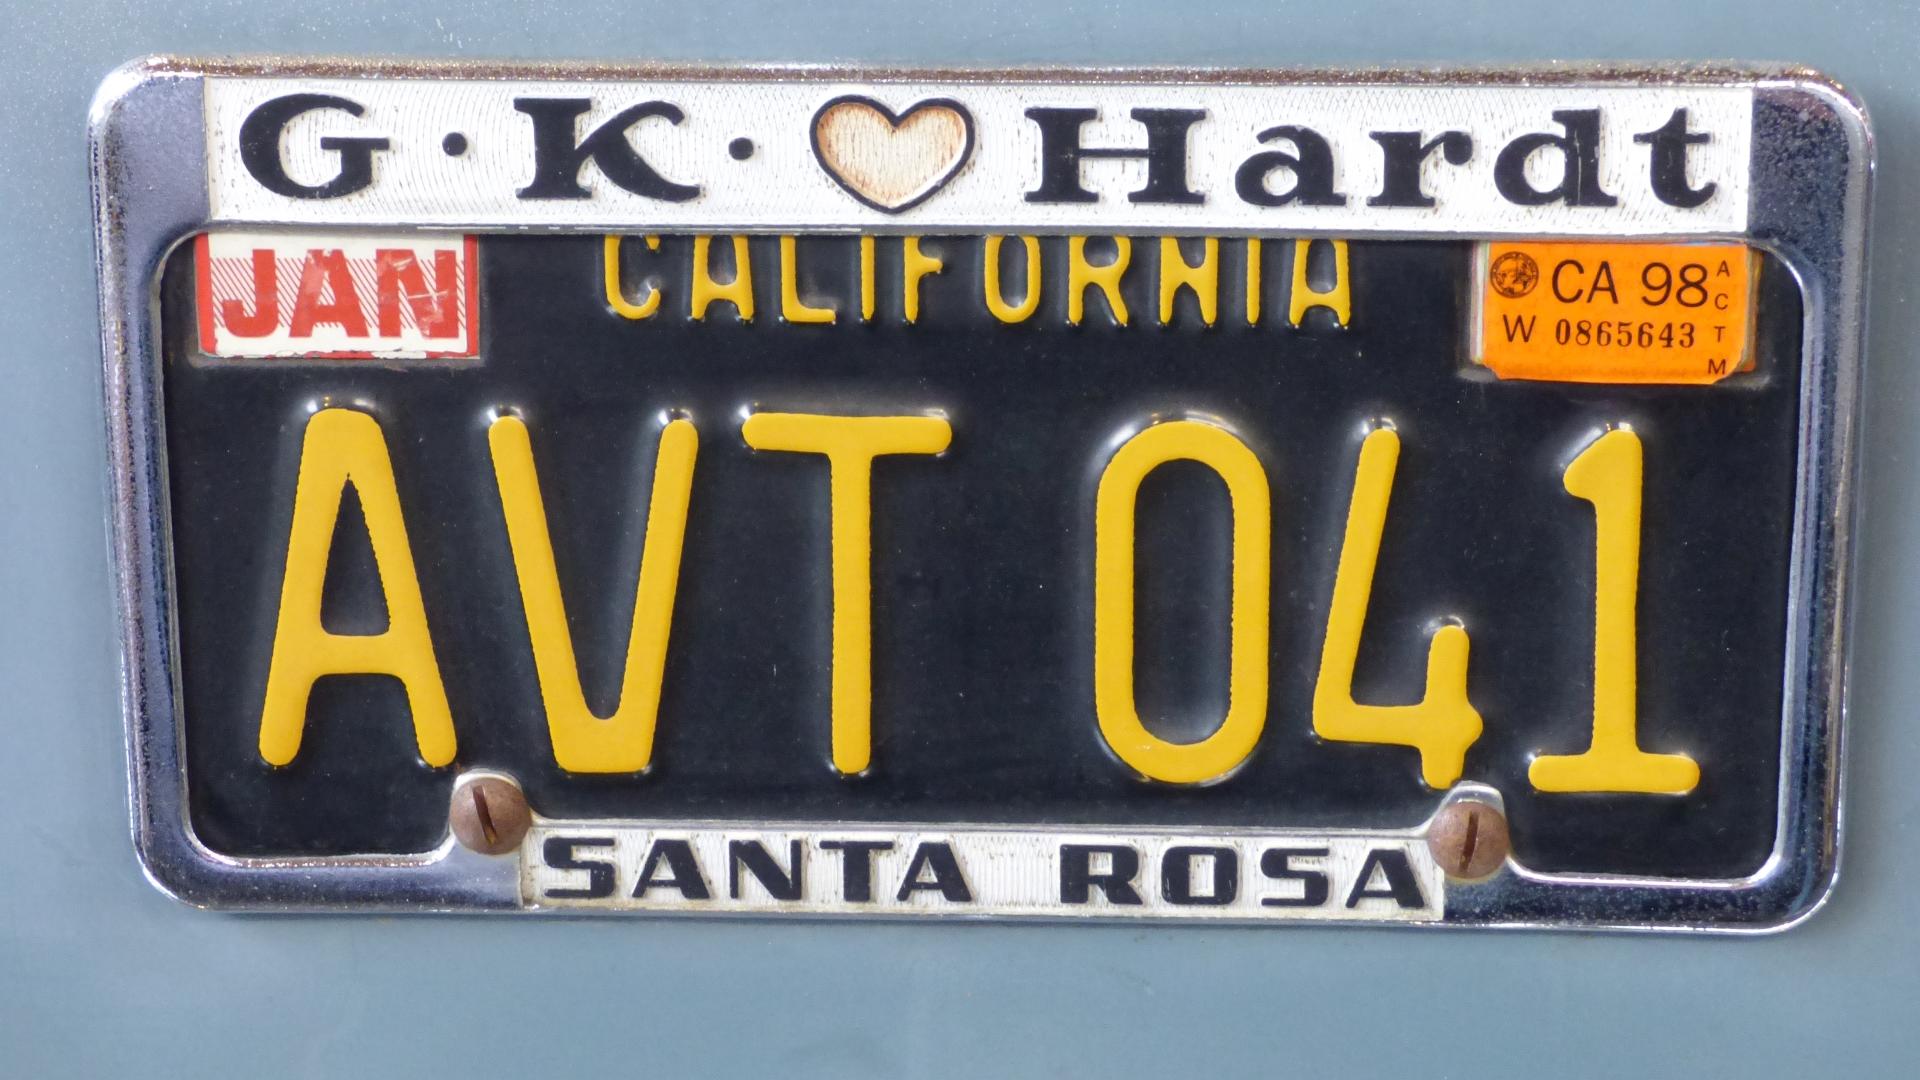 G·K·♡Hardt
JAN
CALIFORNIA
CA 98
W 0865643
ACTM
AVT 041
SANTA ROSA